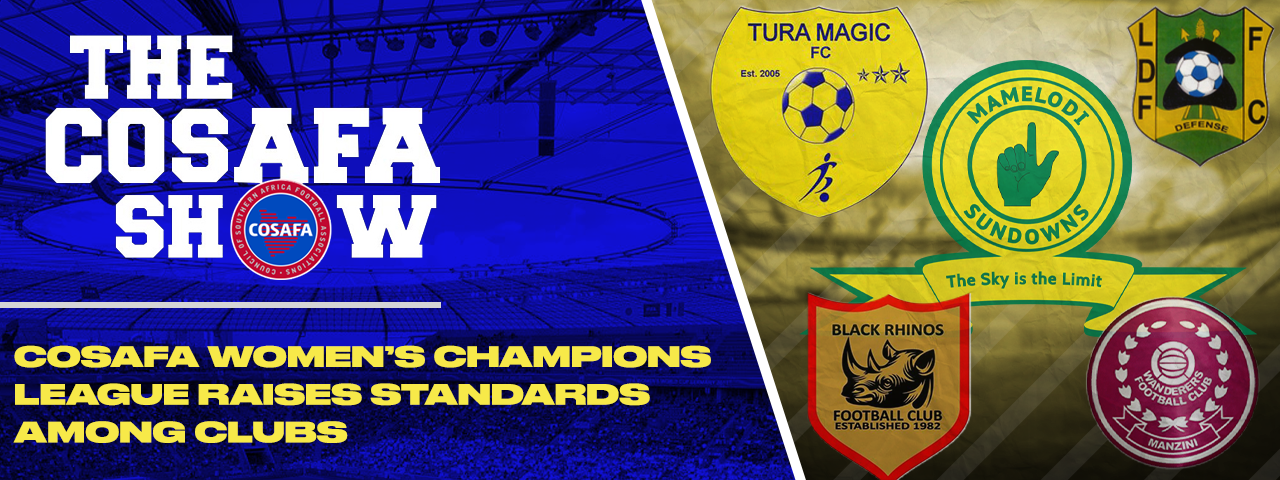 THE
COSAFA
SH W
COUNCIL OF SOUTHERN AFRICA FOOTBALL ASSOCIATIONS
COSAFA
COSAFA WOMEN'S CHAMPIONS
LEAGUE RAISES STANDARDS
AMONG CLUBS
TURA MAGIC
FC
Est. 2005
MAMELODI
SUNDOWNS
The Sky is the Limit
L F
D
F C
DEFENSE
BLACK RHINOS
FOOTBALL CLUB
ESTABLISHED 1982
WANDERERS
FOOTBALL CLUB
MANZINI